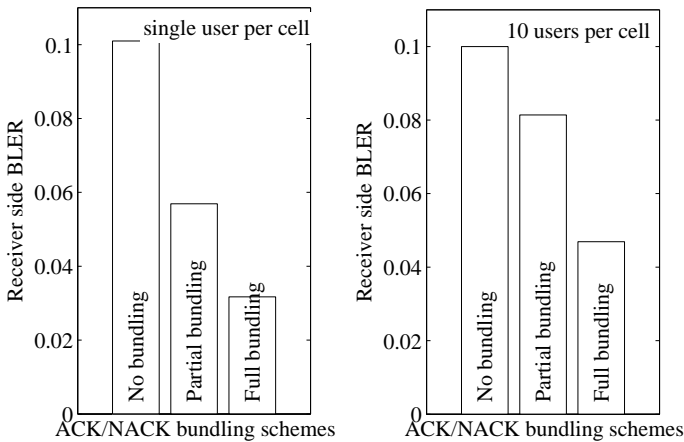 single user per cell
0.1
0.08
0.06
0.04
0.02
0
Receiver side BLER
No bundling
Partial bundling
Full bundling
ACK/NACK bundling schemes
10 users per cell
0.1
0.08
0.06
0.04
0.02
0
Receiver side BLER
No bundling
Partial bundling
Full bundling
ACK/NACK bundling schemes